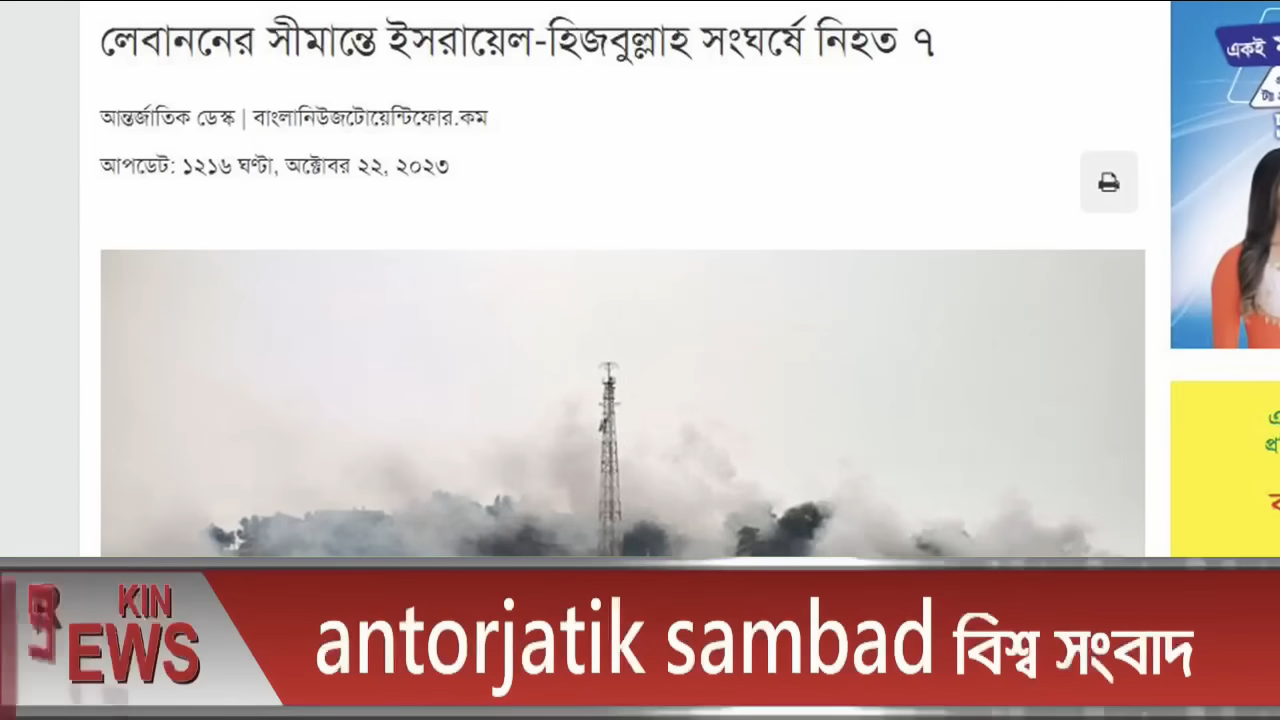 লেবাননের সীমান্তে ইসরায়েল-হিজবুল্লাহ সংঘর্ষে নিহত ৭
আন্তর্জাতিক ডেস্ক | বাংলানিউজটোয়েন্টিফোর.কম
আপডেট: ১২১৬ ঘণ্টা, অক্টোবর ২২, ২০২৩
একই
KIN
EWS
antorjatik sambad বিশ্ব সংবাদ